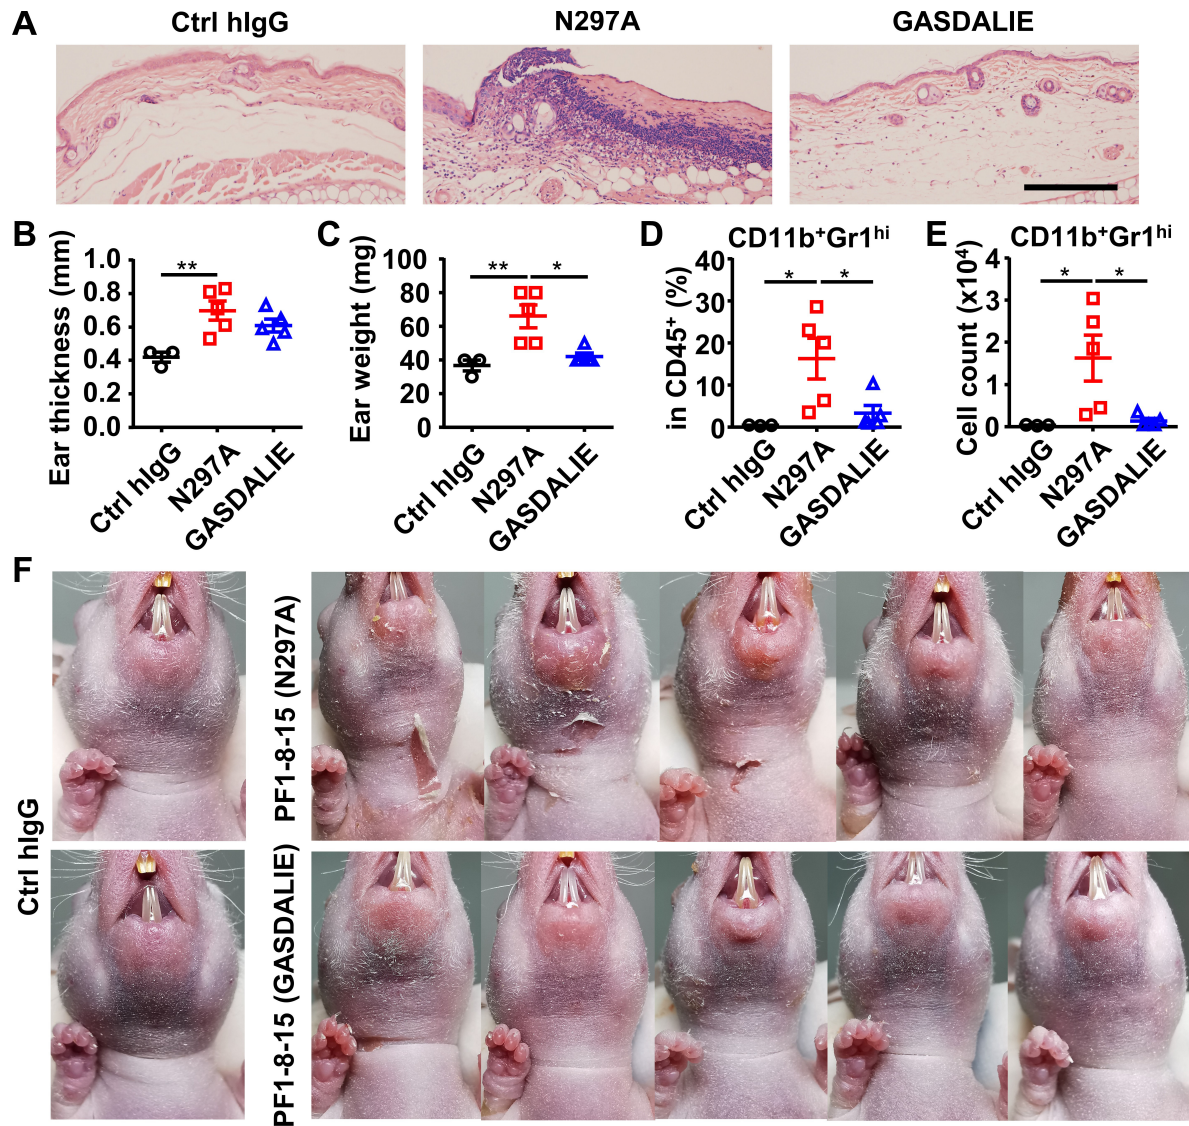 A
Ctrl hIgG
N297A
GASDALIE
B
Ear thickness (mm)
1.0
0.8
0.6
0.4
0.2
0.0
**
Ctrl hIgG
N297A
GASDALIE
C
Ear weight (mg)
100
80
60
40
20
0
**
*
Ctrl hIgG
N297A
GASDALIE
D
CD11b⁺Gr1ʰⁱ
in CD45⁺ (%)
40
30
20
10
0
*
*
Ctrl hIgG
N297A
GASDALIE
E
CD11b⁺Gr1ʰⁱ
Cell count (x10⁴)
4
3
2
1
0
*
*
Ctrl hIgG
N297A
GASDALIE
F
Ctrl hIgG
PF1-8-15 (N297A)
PF1-8-15 (GASDALIE)